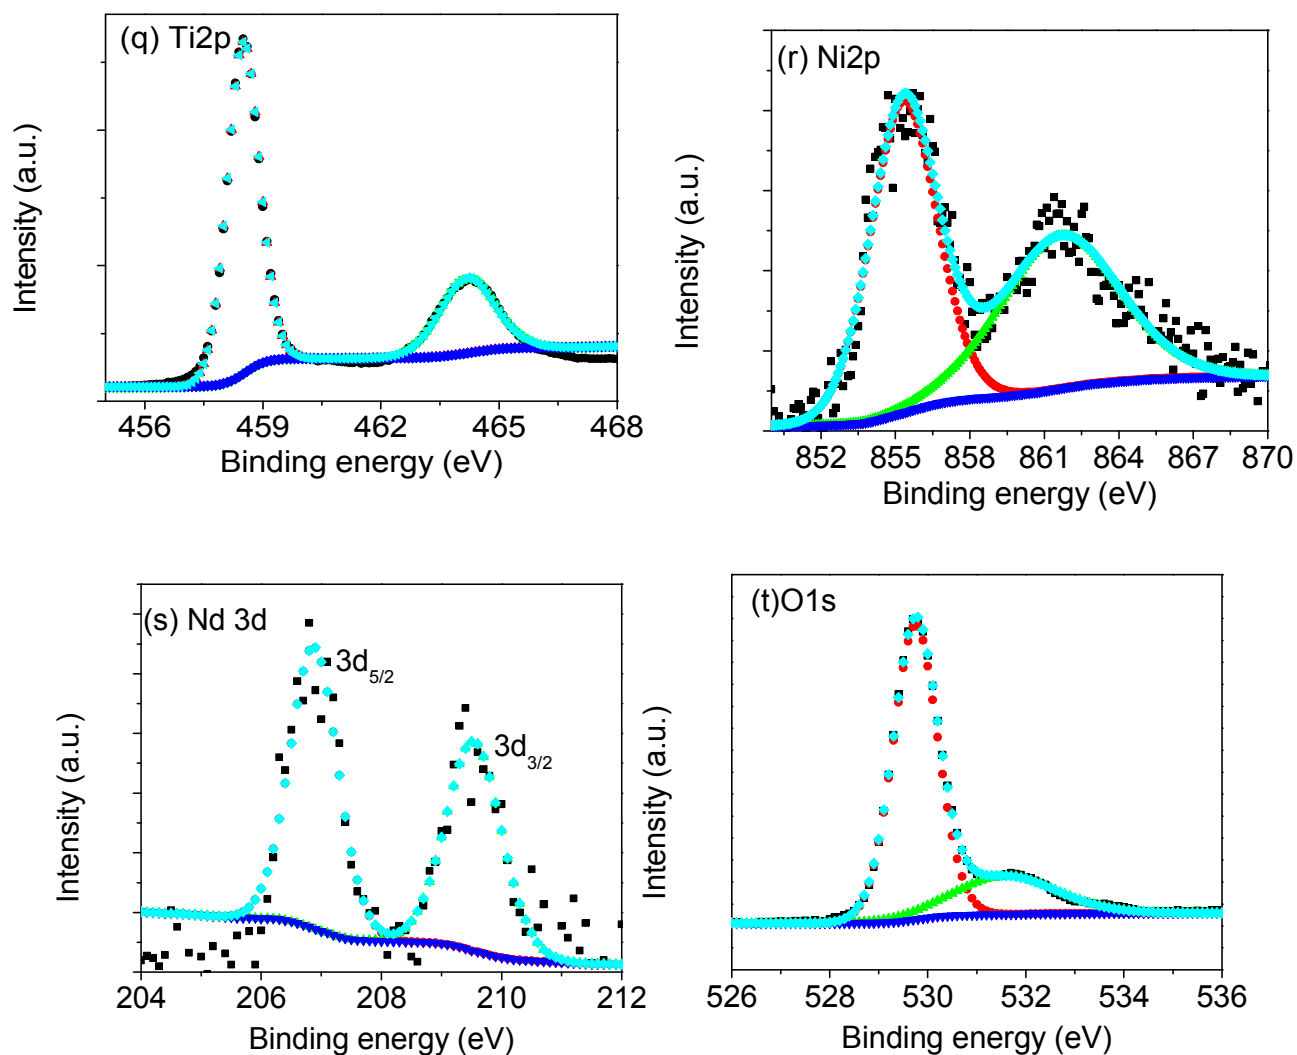 (q) Ti2p
Intensity (a.u.)
456 459 462 465 468
Binding energy (eV)
(r) Ni2p
Intensity (a.u.)
852 855 858 861 864 867 870
Binding energy (eV)
(s) Nd 3d
3d5/2
3d3/2
Intensity (a.u.)
204 206 208 210 212
Binding energy (eV)
(t)O1s
Intensity (a.u.)
526 528 530 532 534 536
Binding energy (eV)